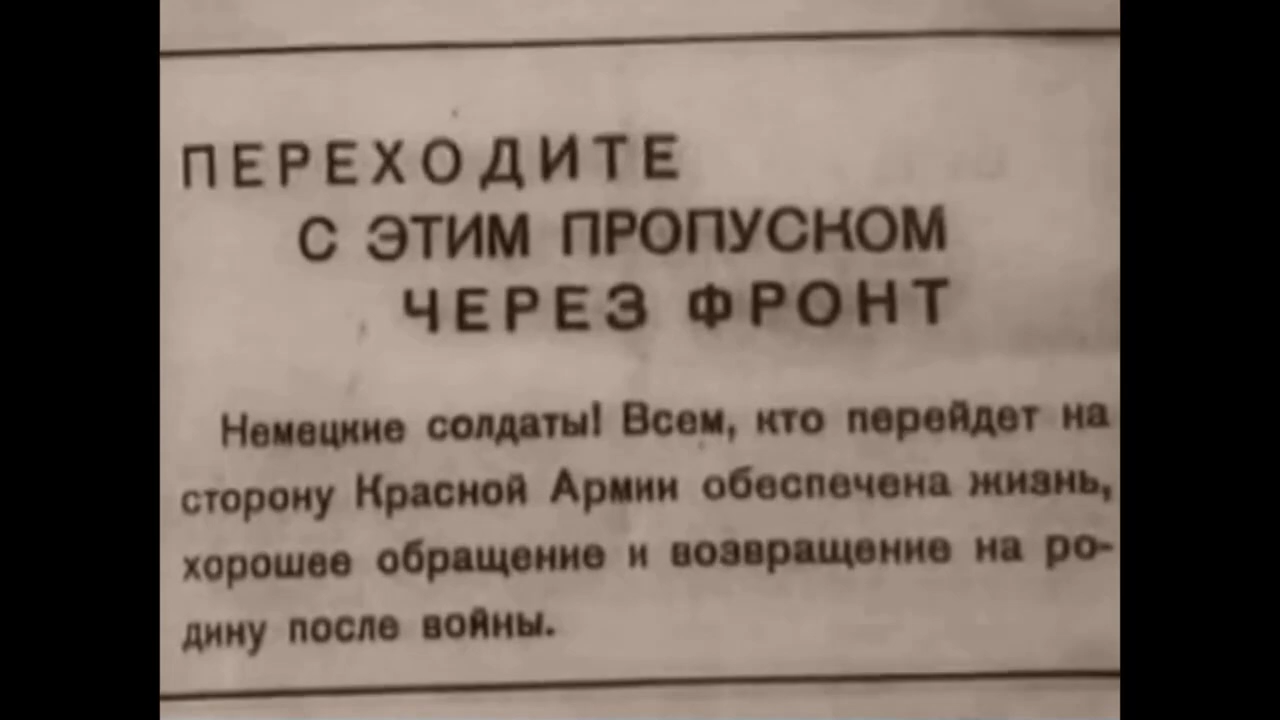 ПЕРЕХОДИТЕ
С ЭТИМ ПРОПУСКОМ
ЧЕРЕЗ ФРОНТ
Немецкие солдаты! Всем, кто перейдет на
сторону Красной Армии обеспечена жизнь,
хорошее обращение и возвращение на ро-
дину после войны.